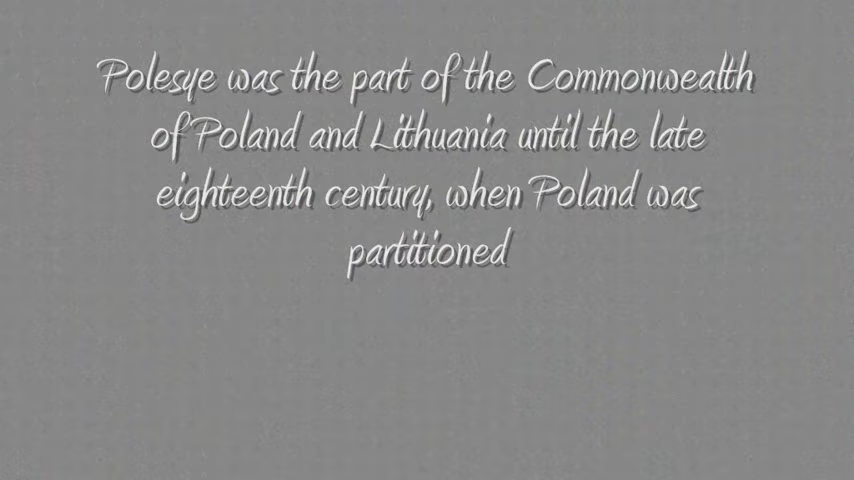 Polesye was the part of the Commonwealth
of Poland and Lithuania until the late
eighteenth century, when Poland was
partitioned